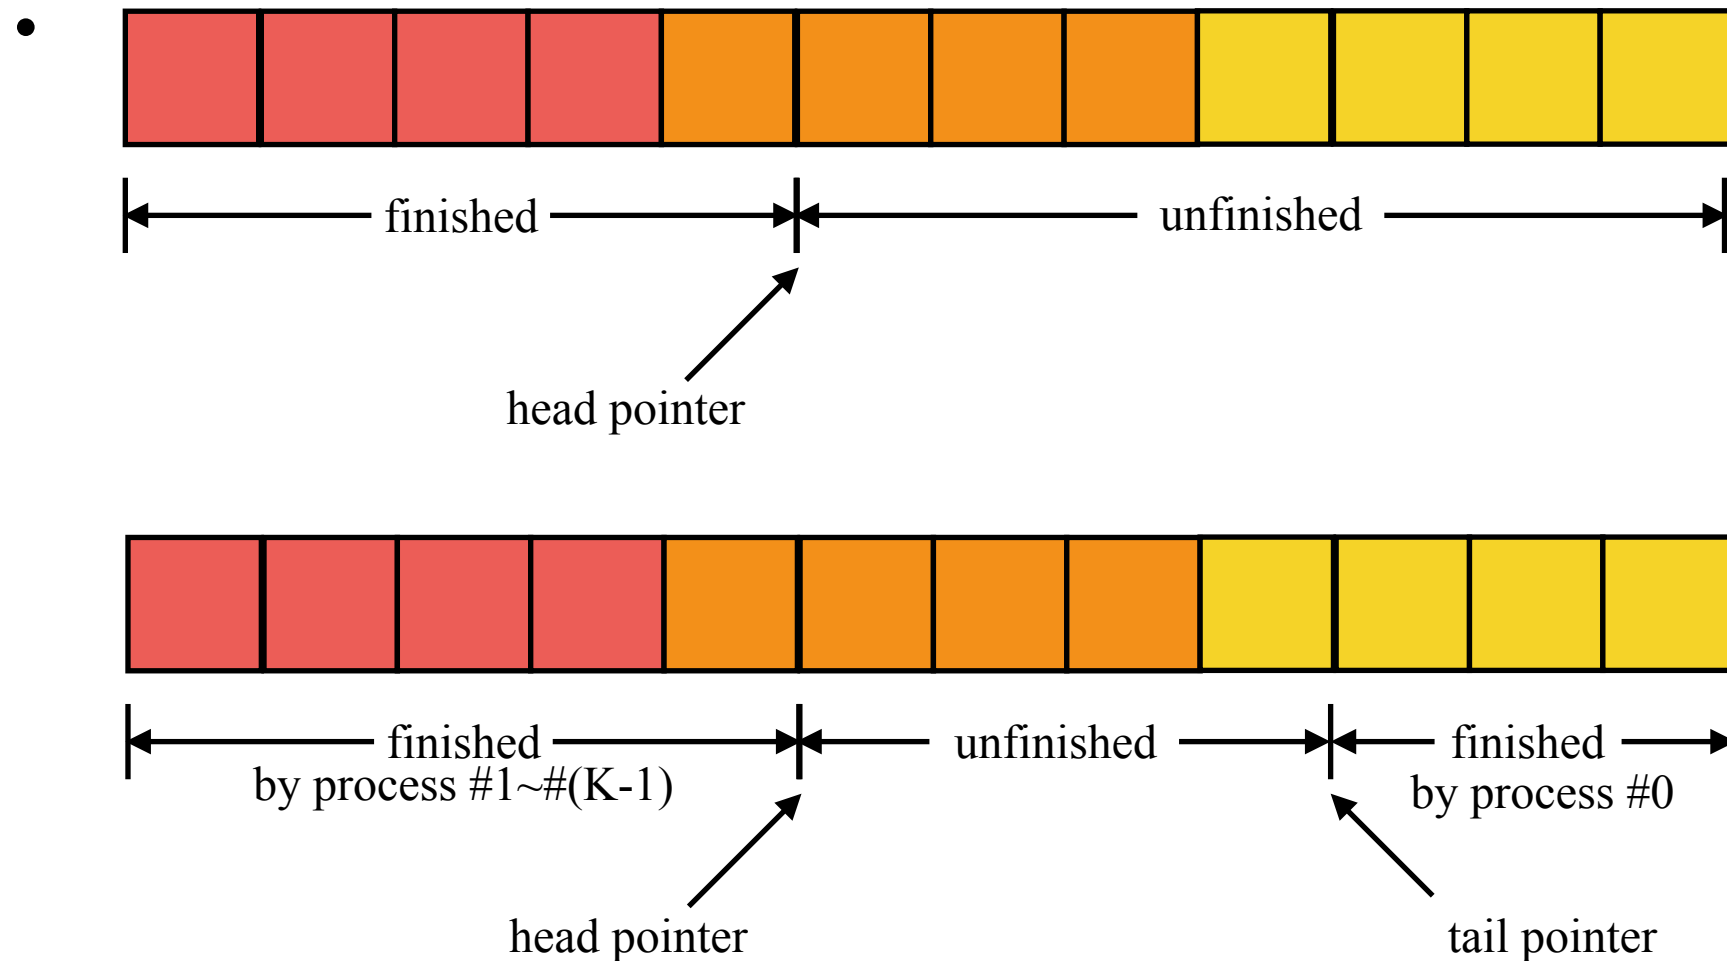 •
finished
unfinished
head pointer
finished
by process #1~#(K-1)
unfinished
finished
by process #0
head pointer
tail pointer